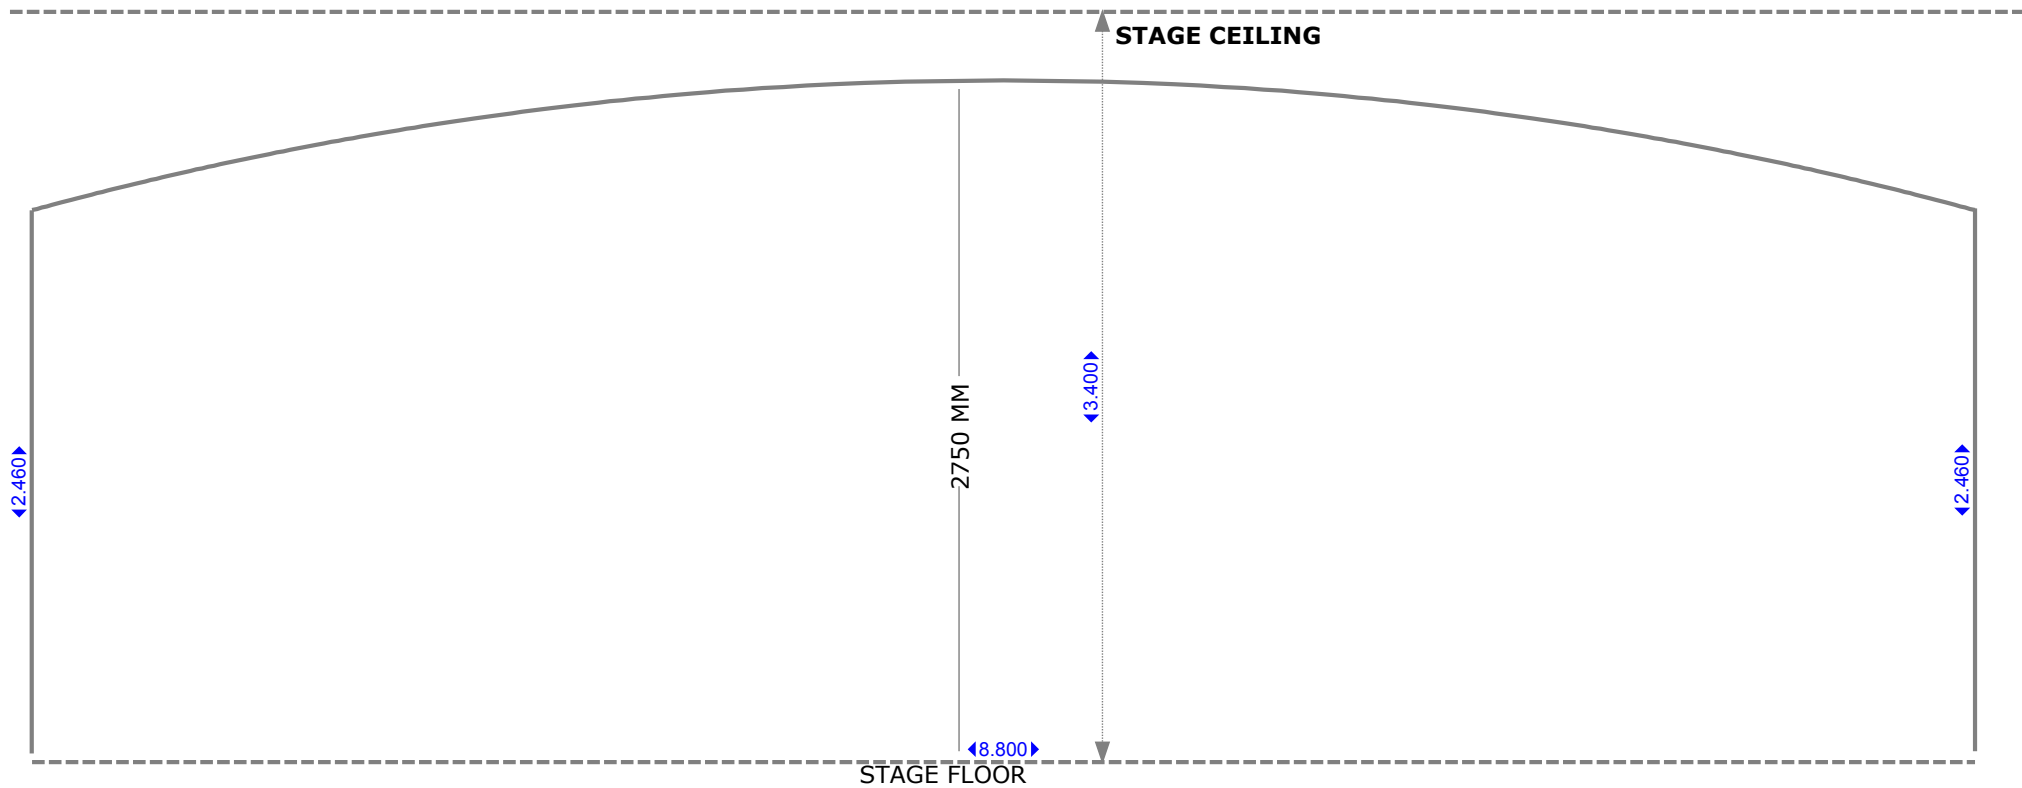 STAGE CEILING
3.400
2750 MM
2.460
2.460
8.800
STAGE FLOOR